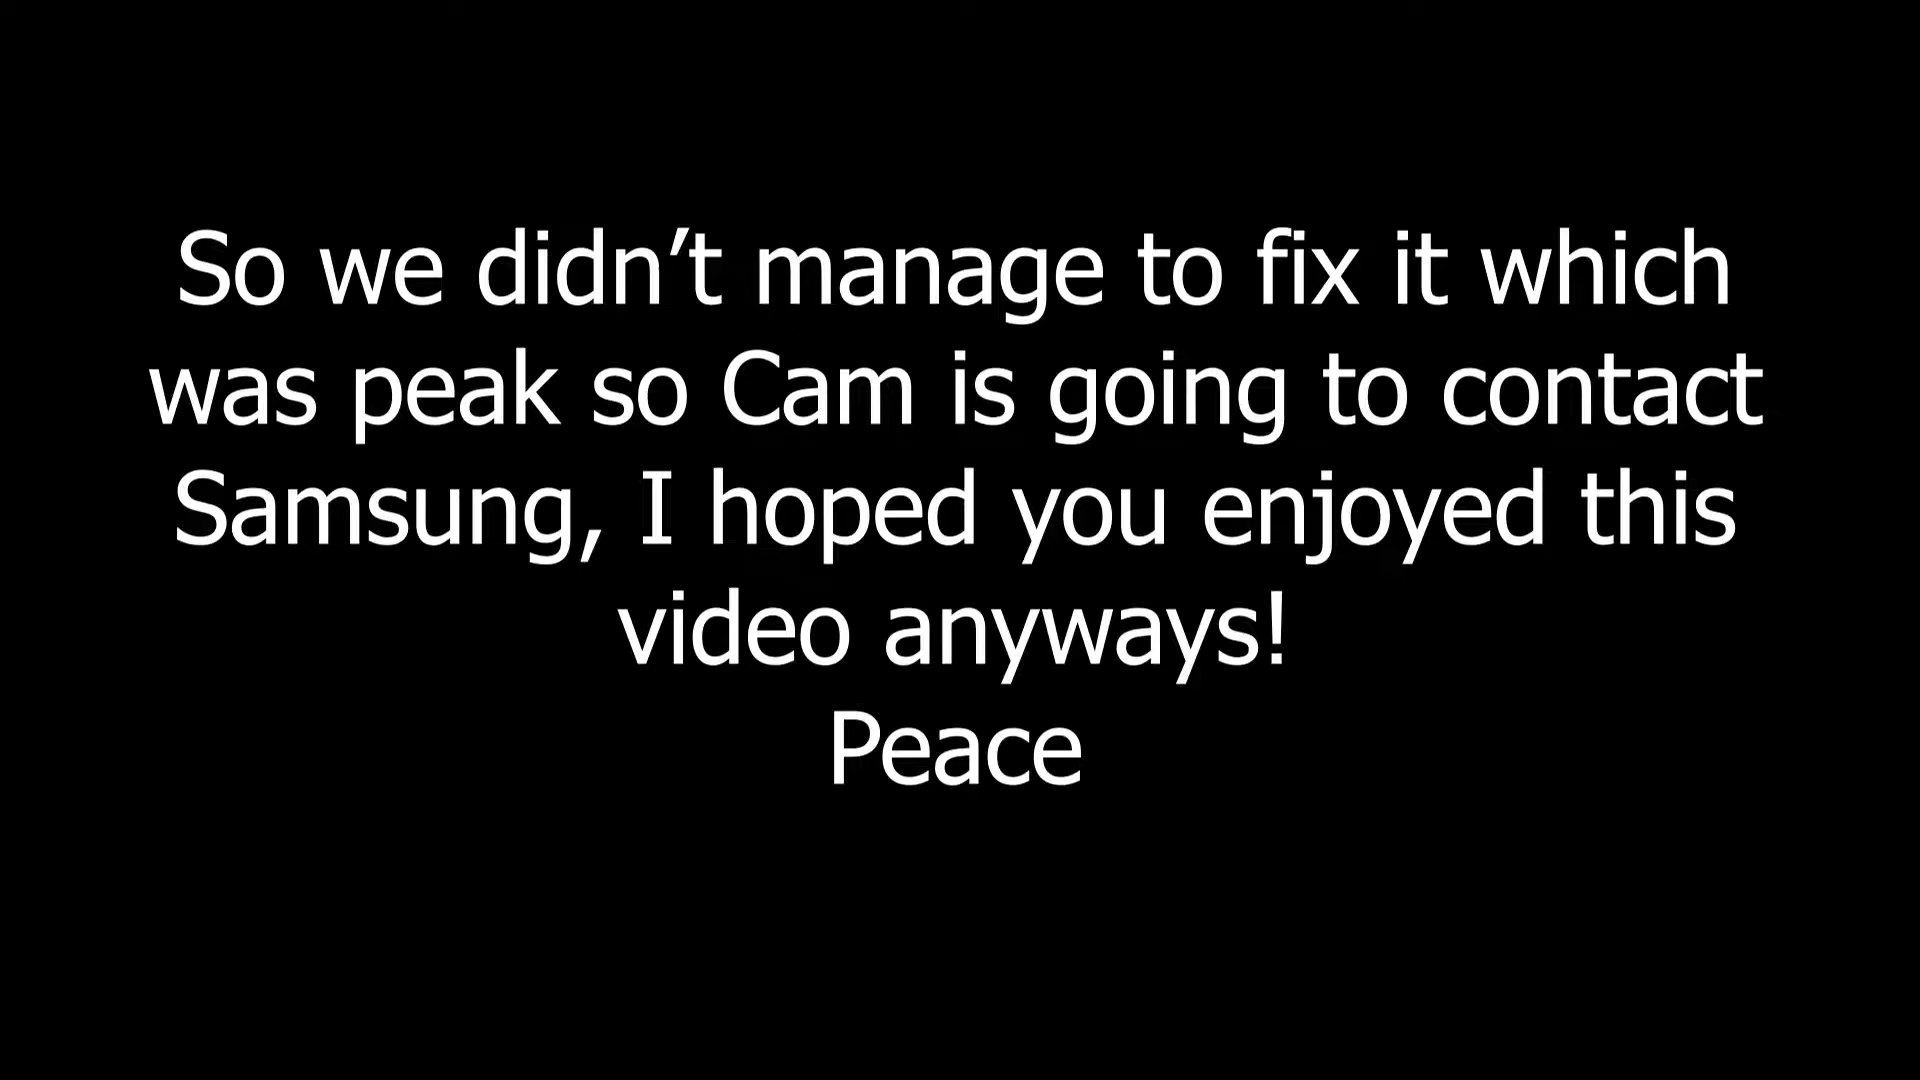 So we didn’t manage to fix it which
was peak so Cam is going to contact
Samsung, I hoped you enjoyed this
video anyways!
Peace